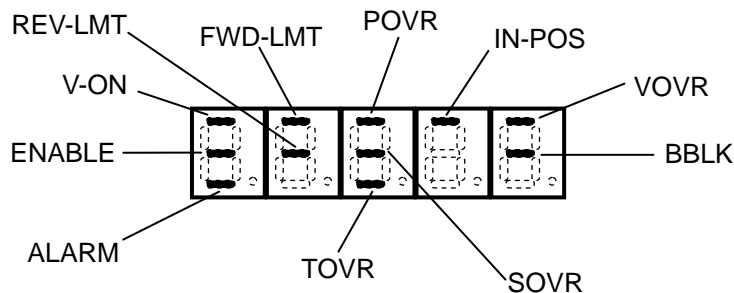 REV-LMT
FWD-LMT
POVR
IN-POS
V-ON
VOVR
ENABLE
BBLK
ALARM
TOVR
SOVR